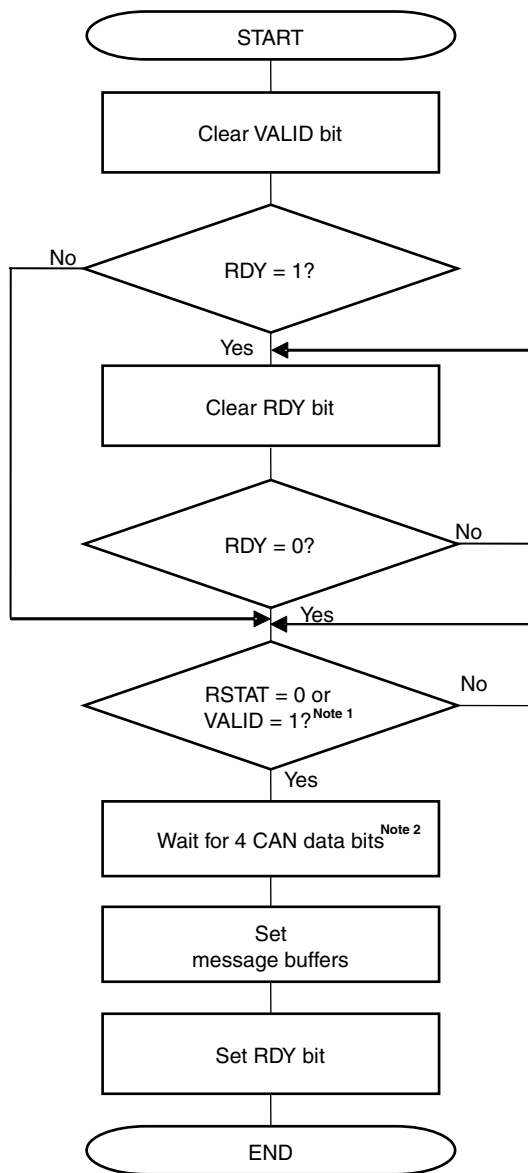 START
Clear VALID bit
No
RDY = 1?
Yes
Clear RDY bit
No
RDY = 0?
Yes
RSTAT = 0 or
VALID = 1?Note 1
No
Yes
Wait for 4 CAN data bitsNote 2
Set
message buffers
Set RDY bit
END